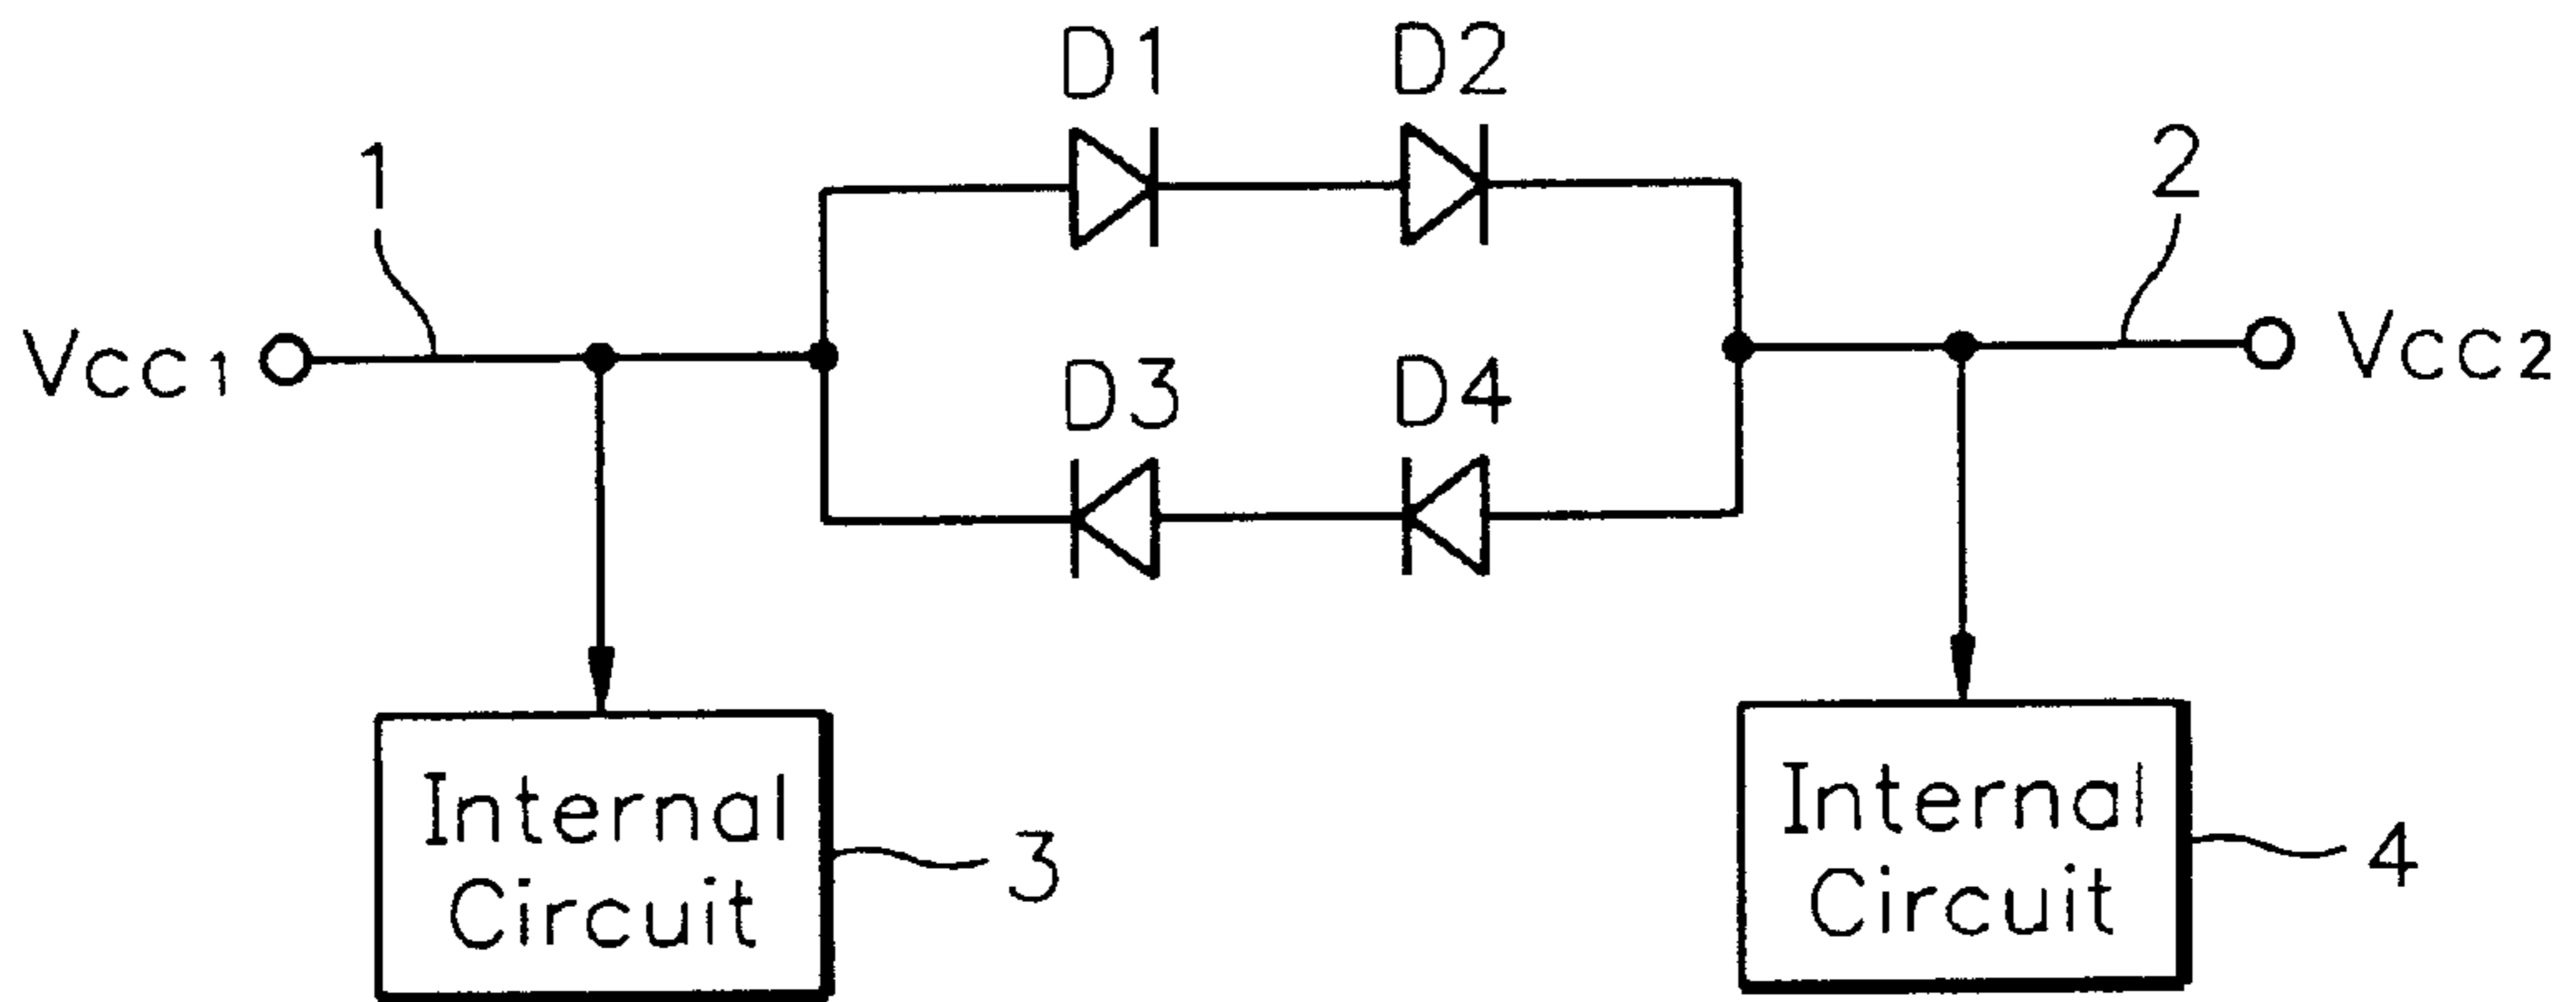 D1
D2
1
2
Vcc1
Vcc2
D3
D4
Internal
Circuit
3
Internal
Circuit
4